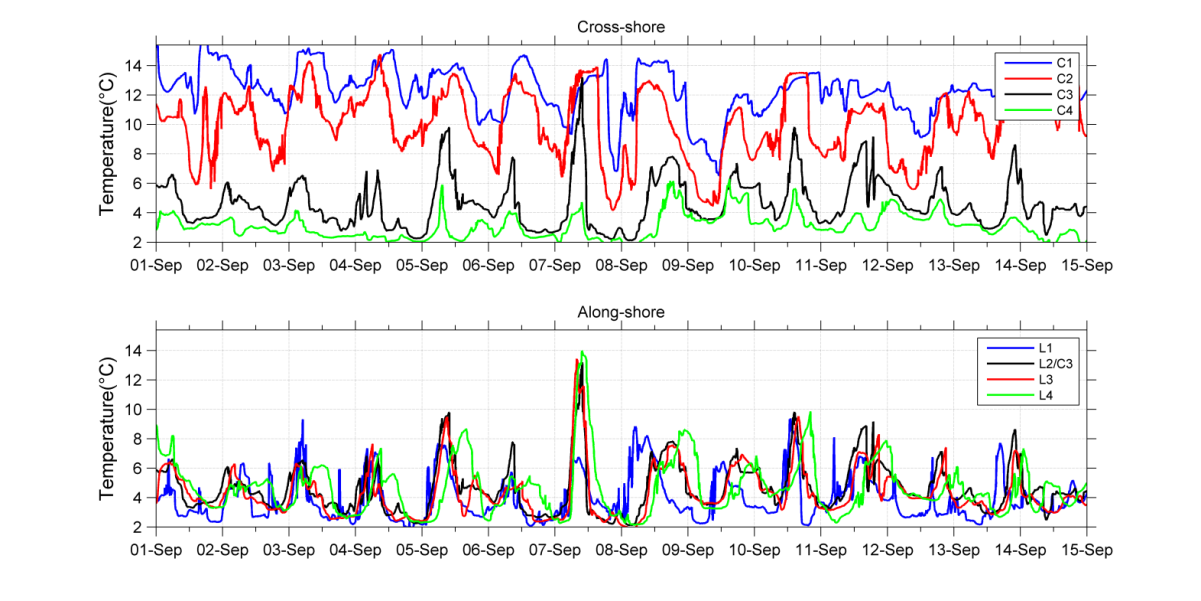 Cross-shore
Temperature(°C)
14
12
10
8
6
4
2
C1
C2
C3
C4
01-Sep 02-Sep 03-Sep 04-Sep 05-Sep 06-Sep 07-Sep 08-Sep 09-Sep 10-Sep 11-Sep 12-Sep 13-Sep 14-Sep 15-Sep
Along-shore
Temperature(°C)
14
12
10
8
6
4
2
L1
L2/C3
L3
L4
01-Sep 02-Sep 03-Sep 04-Sep 05-Sep 06-Sep 07-Sep 08-Sep 09-Sep 10-Sep 11-Sep 12-Sep 13-Sep 14-Sep 15-Sep